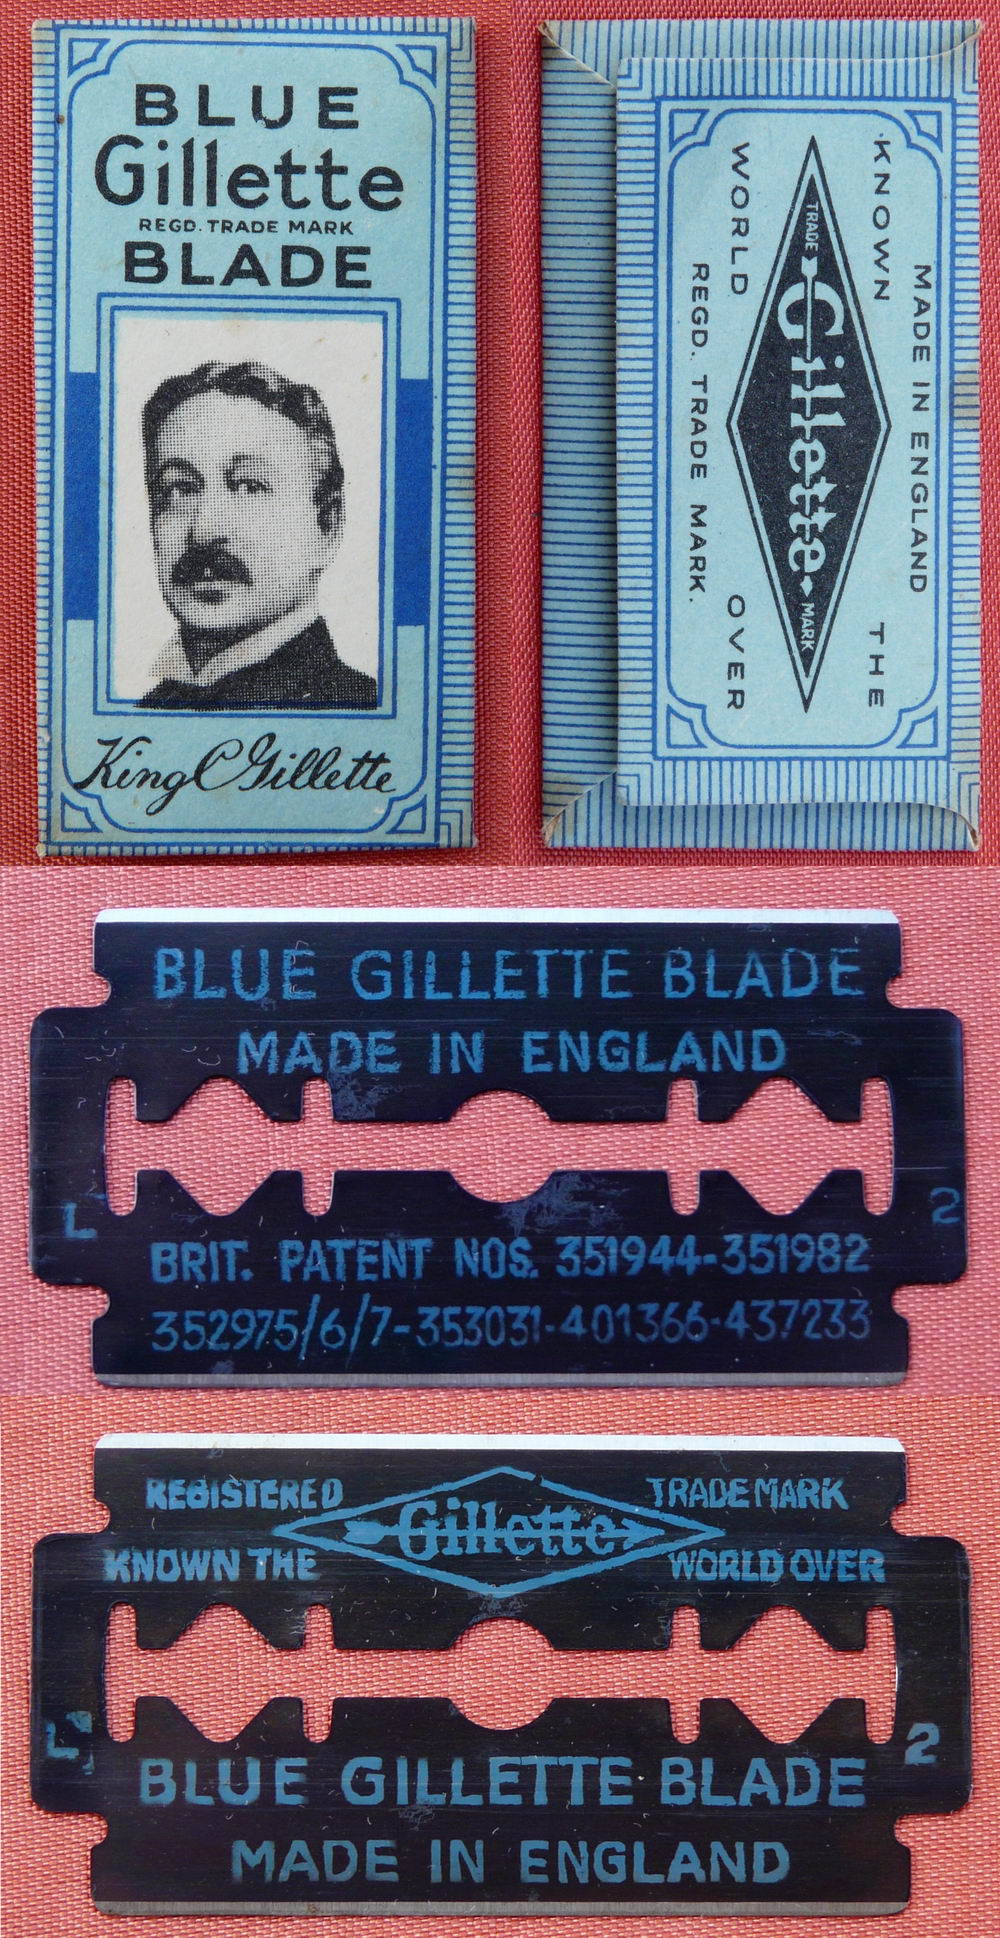 BLUE
Gillette
REGD. TRADE MARK
BLADE
King C Gillette
MADE IN ENGLAND
KNOWN THE
TRADE Gillette MARK
WORLD OVER
REGD. TRADE MARK.
BLUE GILLETTE BLADE
MADE IN ENGLAND
L 2
BRIT. PATENT NOS. 351944-351982
352975/6/7-353031-401366-437233
REGISTERED Gillette TRADE MARK
KNOWN THE WORLD OVER
L 2
BLUE GILLETTE BLADE
MADE IN ENGLAND